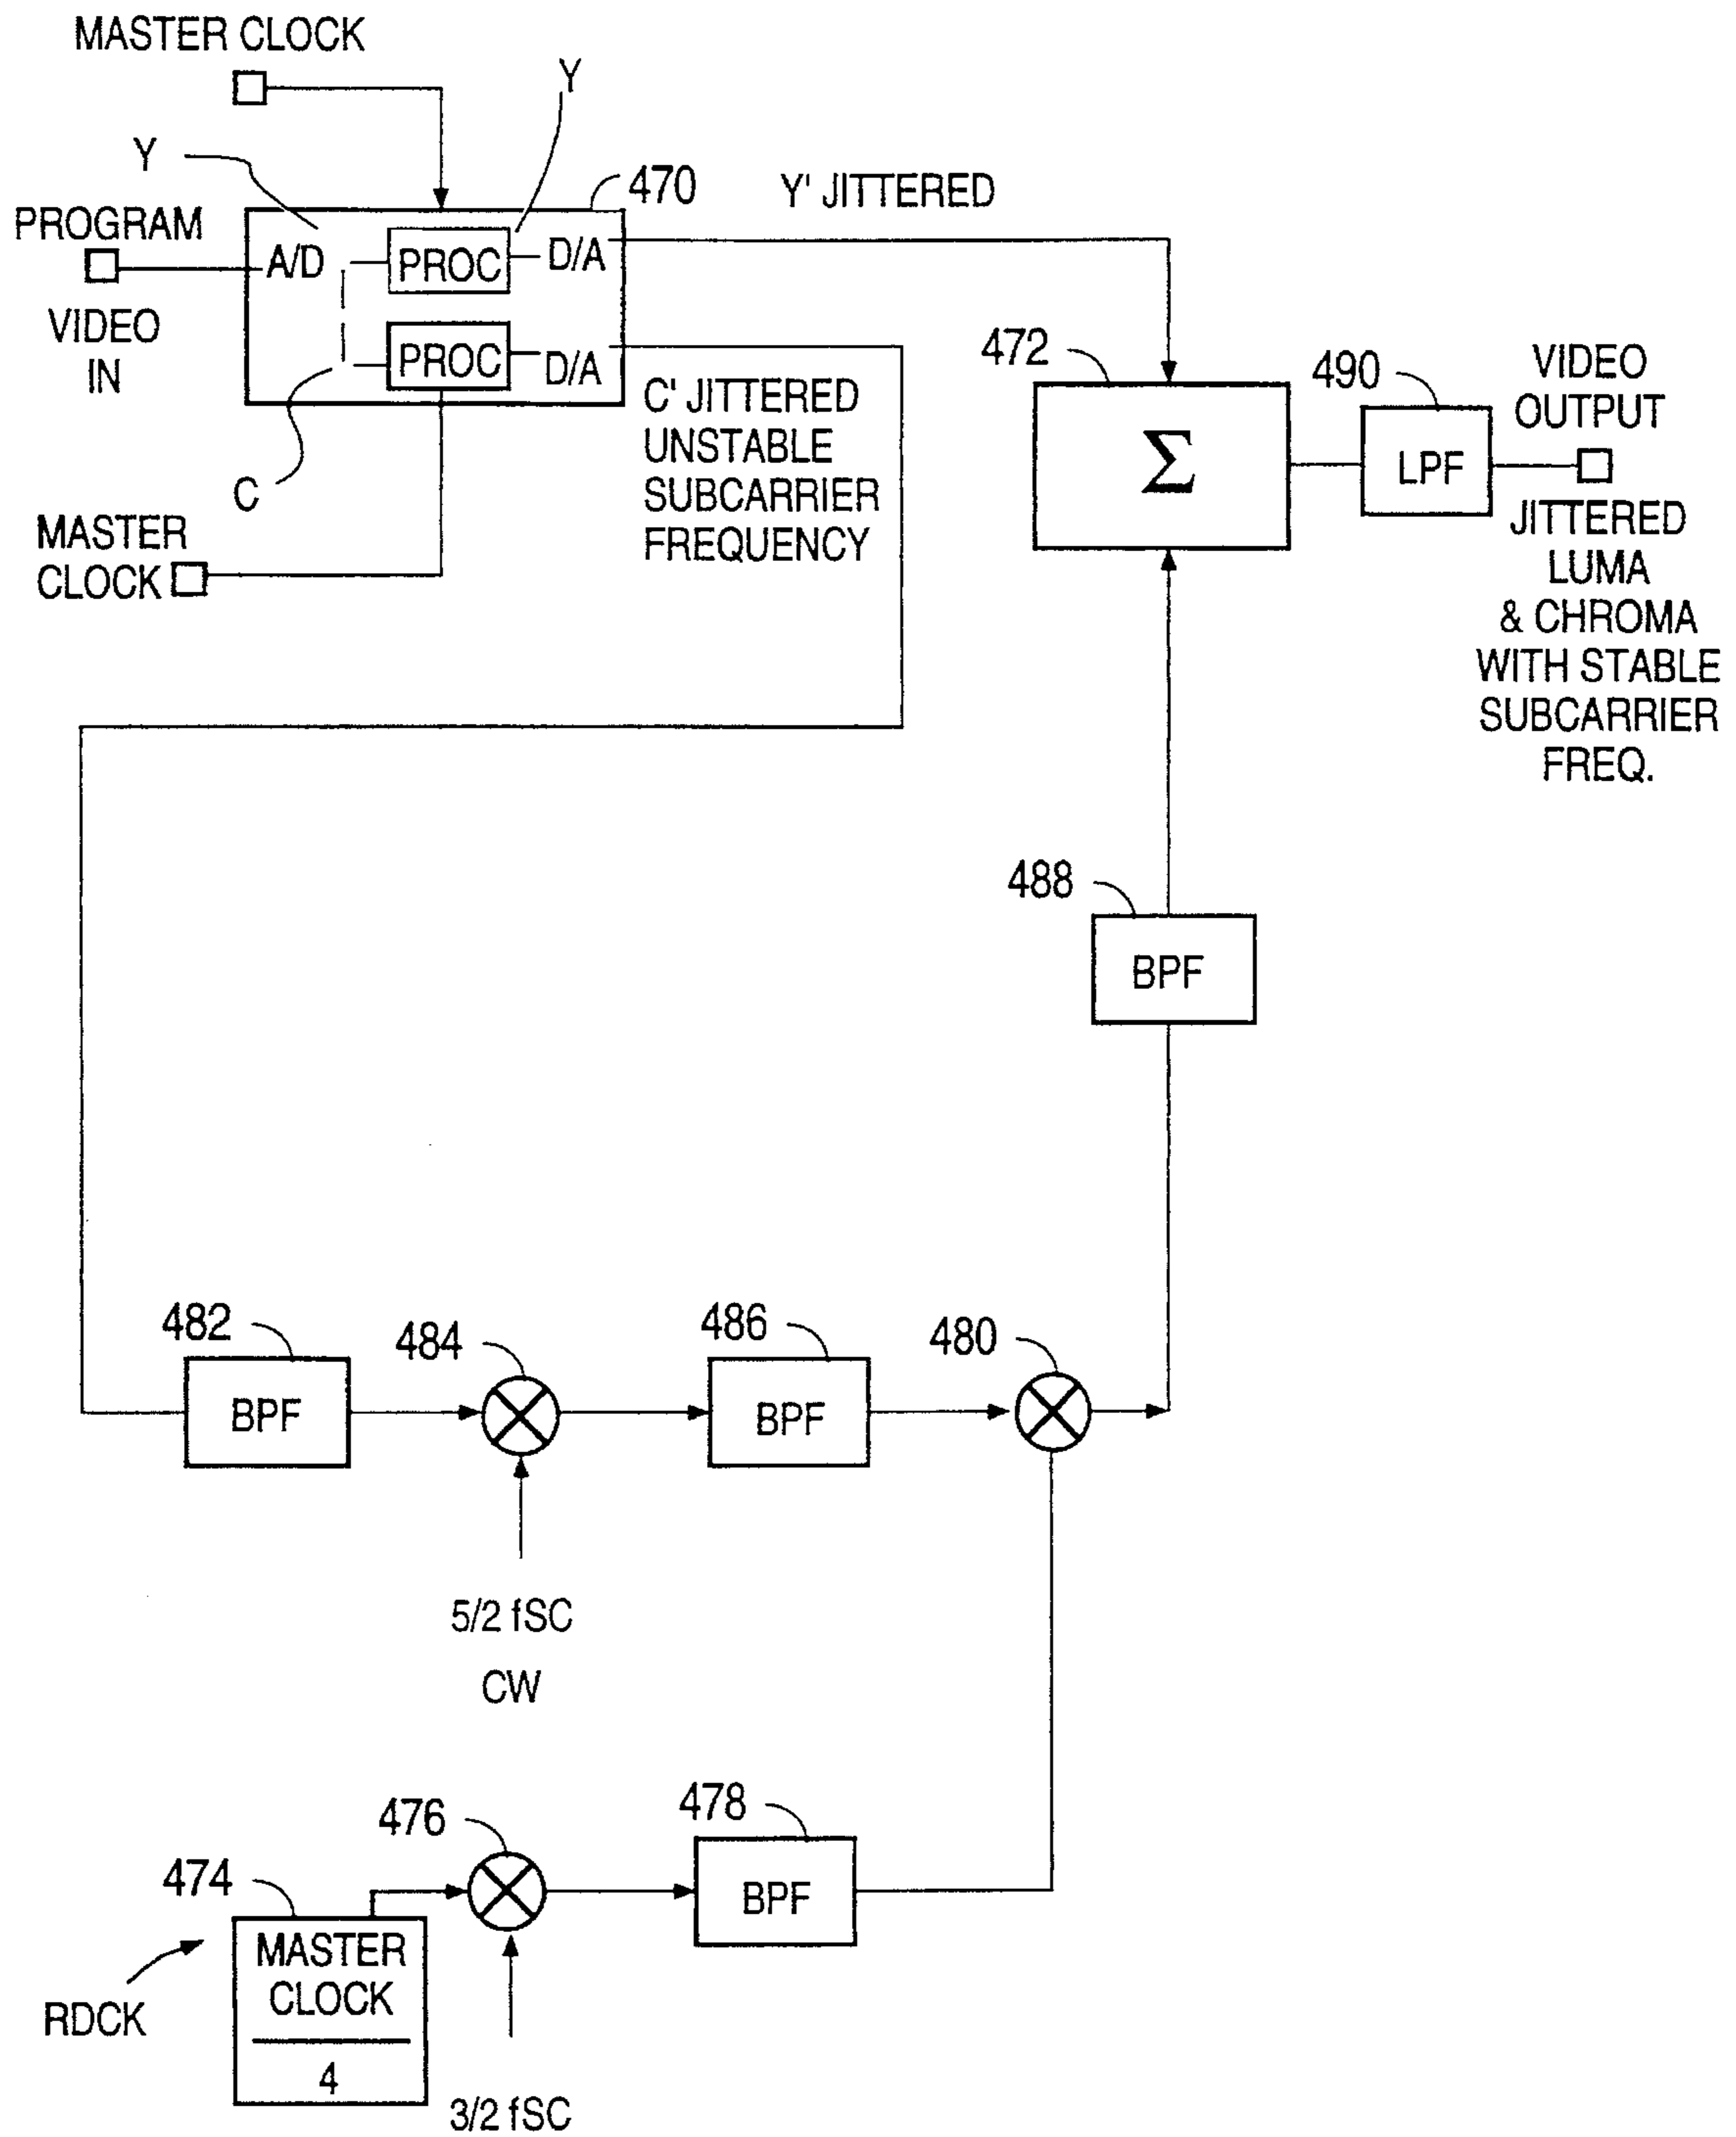 MASTER CLOCK
Y
Y
470
Y' JITTERED
PROGRAM
VIDEO
IN
A/D
PROC
D/A
PROC
D/A
C
MASTER
CLOCK
C' JITTERED
UNSTABLE
SUBCARRIER
FREQUENCY
472
Σ
490
LPF
VIDEO
OUTPUT
JITTERED
LUMA
& CHROMA
WITH STABLE
SUBCARRIER
FREQ.
488
BPF
482
BPF
484
486
BPF
480
5/2 fSC
CW
476
478
BPF
474
MASTER
CLOCK
4
RDCK
3/2 fSC